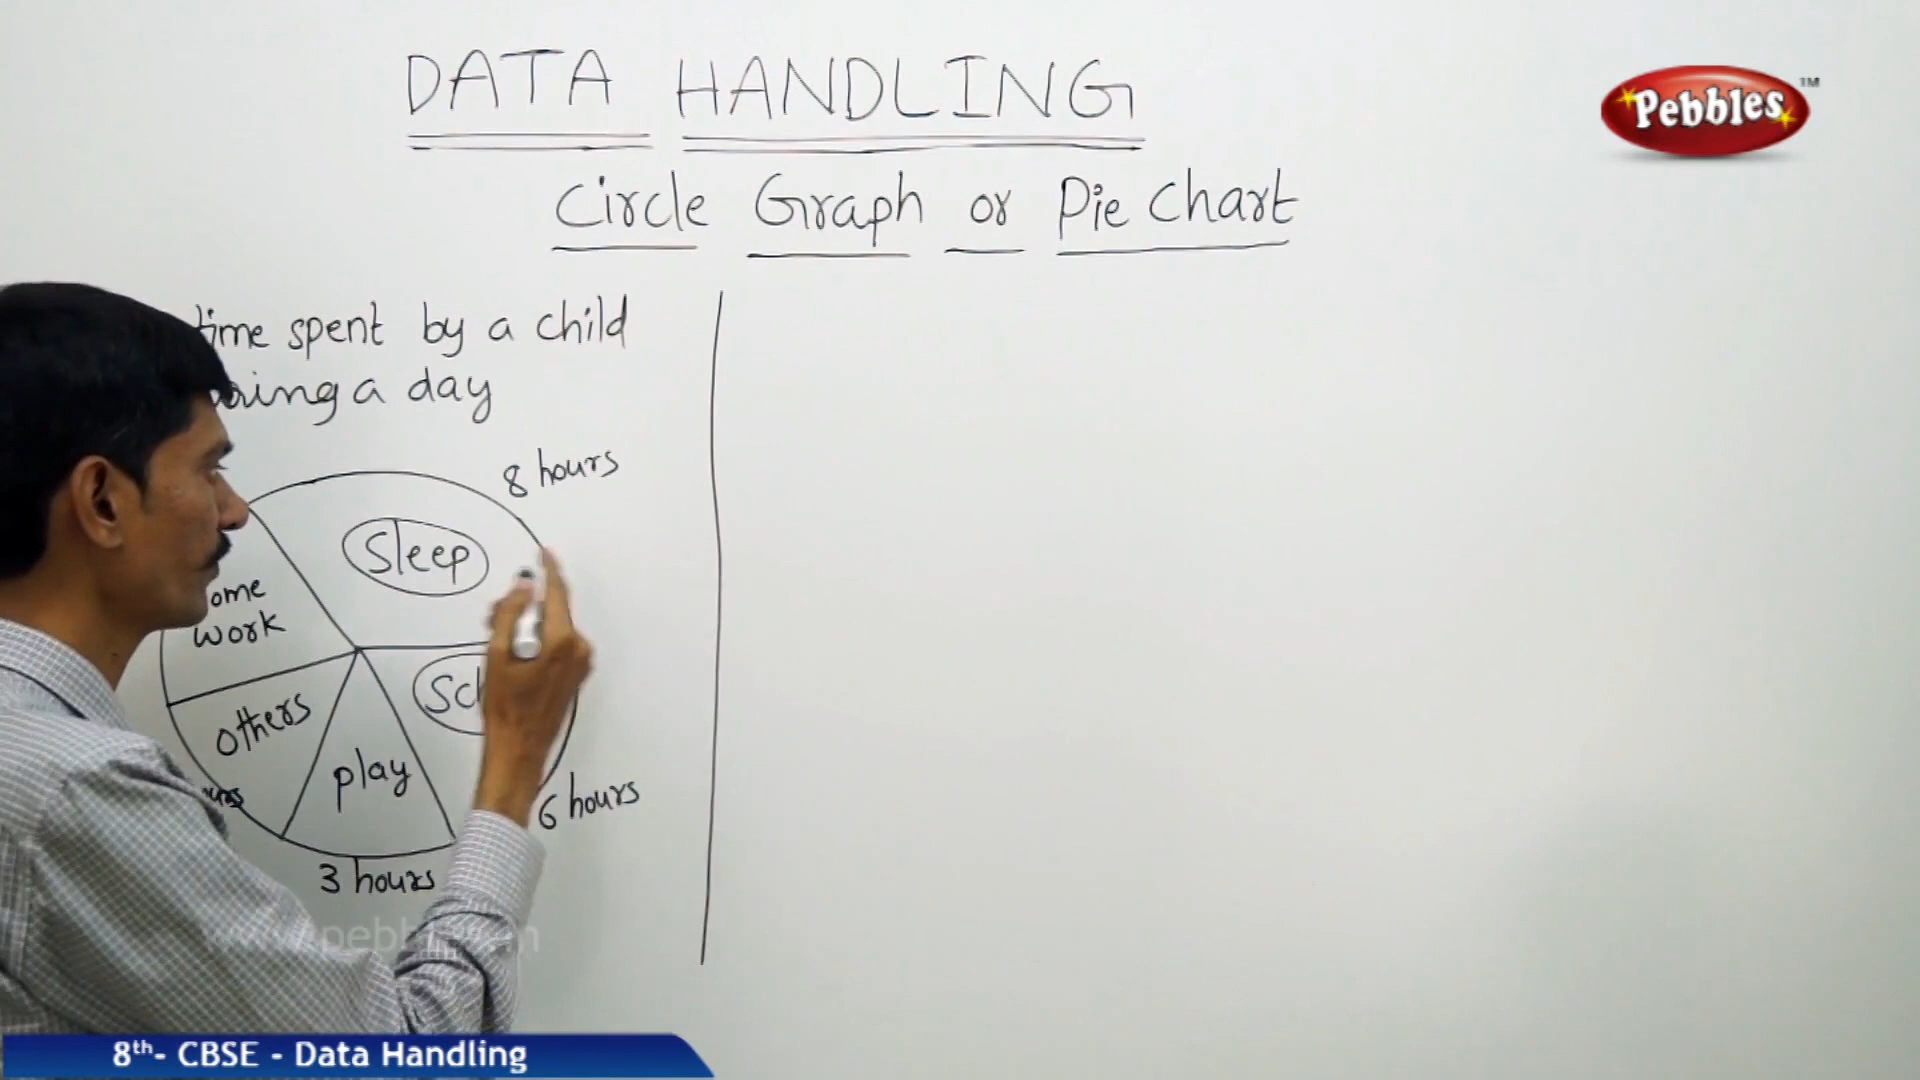 DATA HANDLING
Pebbles TM
Circle Graph or Pie Chart
time spent by a child
a day
8 hours
Sleep
work
others
play
6 hours
3 hours
8th- CBSE - Data Handling